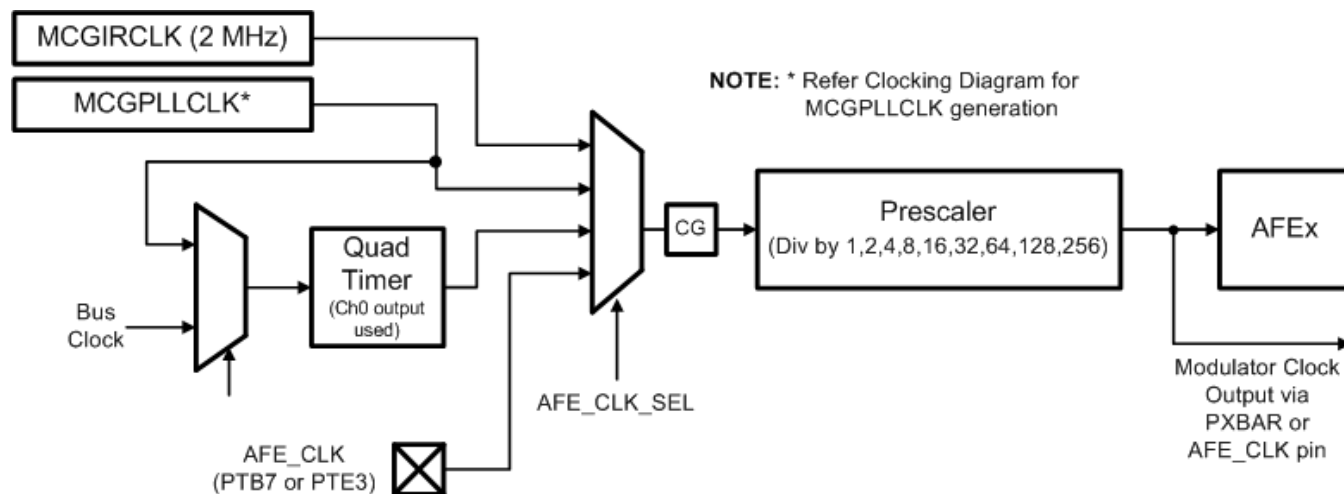 MCGIRCLK (2 MHz)
MCGPLLCLK*
NOTE: * Refer Clocking Diagram for
MCGPLLCLK generation
Prescaler
(Div by 1,2,4,8,16,32,64,128,256)
AFEx
CG
Quad
Timer
(Ch0 output
used)
Bus
Clock
AFE_CLK_SEL
Modulator Clock
Output via
PXBAR or
AFE_CLK pin
AFE_CLK
(PTB7 or PTE3)